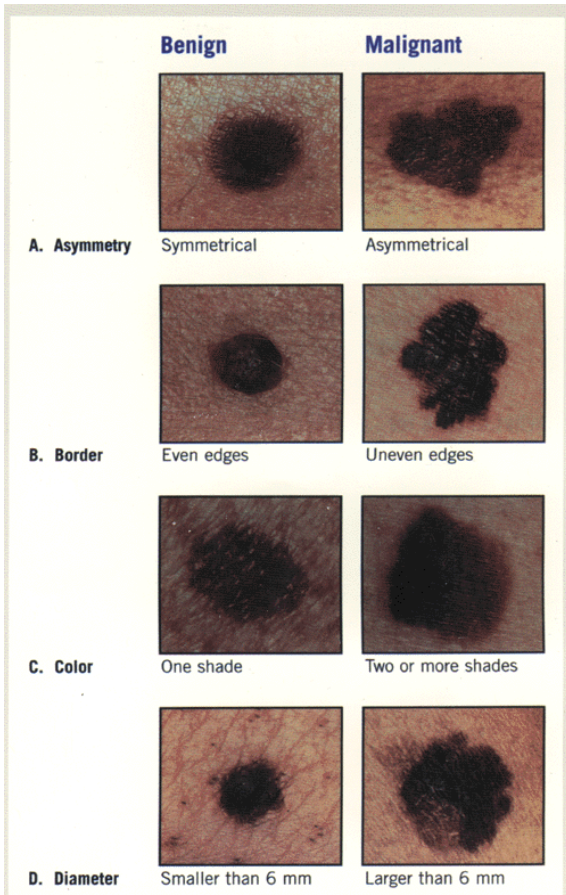 Benign Malignant
A. Asymmetry Symmetrical Asymmetrical
B. Border Even edges Uneven edges
C. Color One shade Two or more shades
D. Diameter Smaller than 6 mm Larger than 6 mm